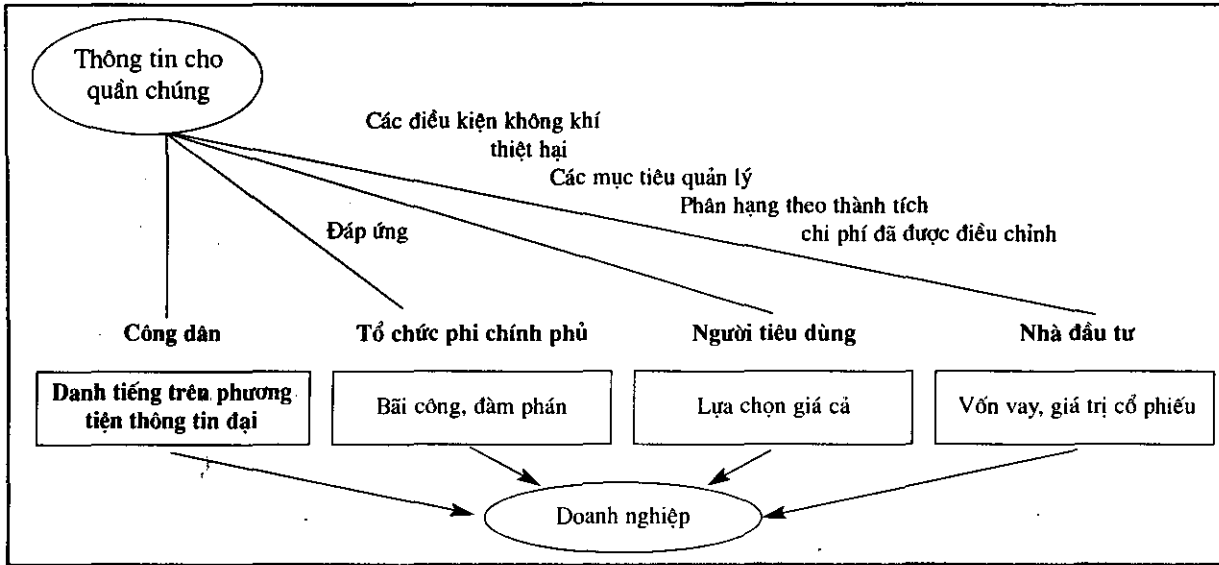 Thông tin cho
quần chúng
Các điều kiện không khí
thiệt hại
Các mục tiêu quản lý
Phân hạng theo thành tích
chi phí đã được điều chỉnh
Đáp ứng
Công dân
Tổ chức phi chính phủ
Người tiêu dùng
Nhà đầu tư
Danh tiếng trên phương
tiện thông tin đại
Bãi công, đàm phán
Lựa chọn giá cả
Vốn vay, giá trị cổ phiếu
Doanh nghiệp